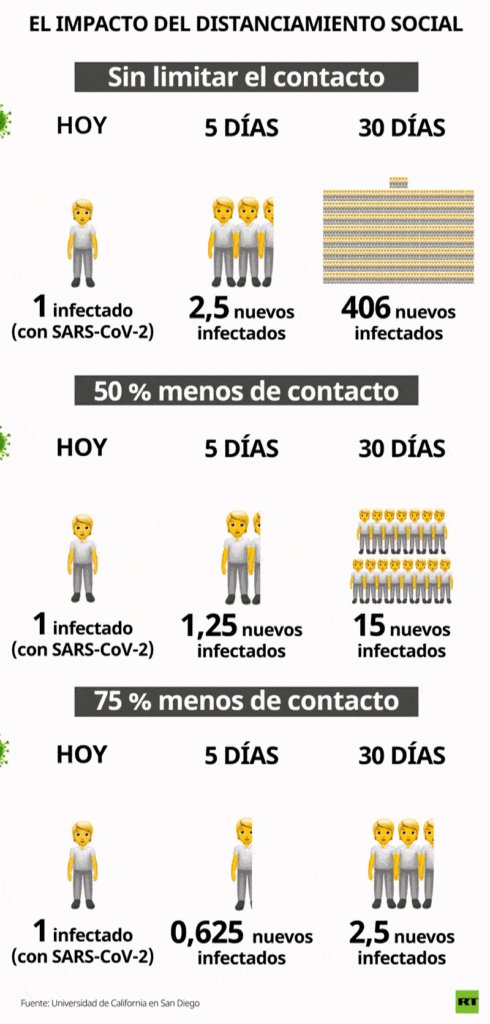 EL IMPACTO DEL DISTANCIAMIENTO SOCIAL
Sin limitar el contacto
HOY 5 DÍAS 30 DÍAS
1 infectado
(con SARS-CoV-2)
2,5 nuevos
infectados
406 nuevos
infectados
50 % menos de contacto
HOY 5 DÍAS 30 DÍAS
1 infectado
(con SARS-CoV-2)
1,25 nuevos
infectados
15 nuevos
infectados
75 % menos de contacto
HOY 5 DÍAS 30 DÍAS
1 infectado
(con SARS-CoV-2)
0,625 nuevos
infectados
2,5 nuevos
infectados
Fuente: Universidad de California en San Diego
RT